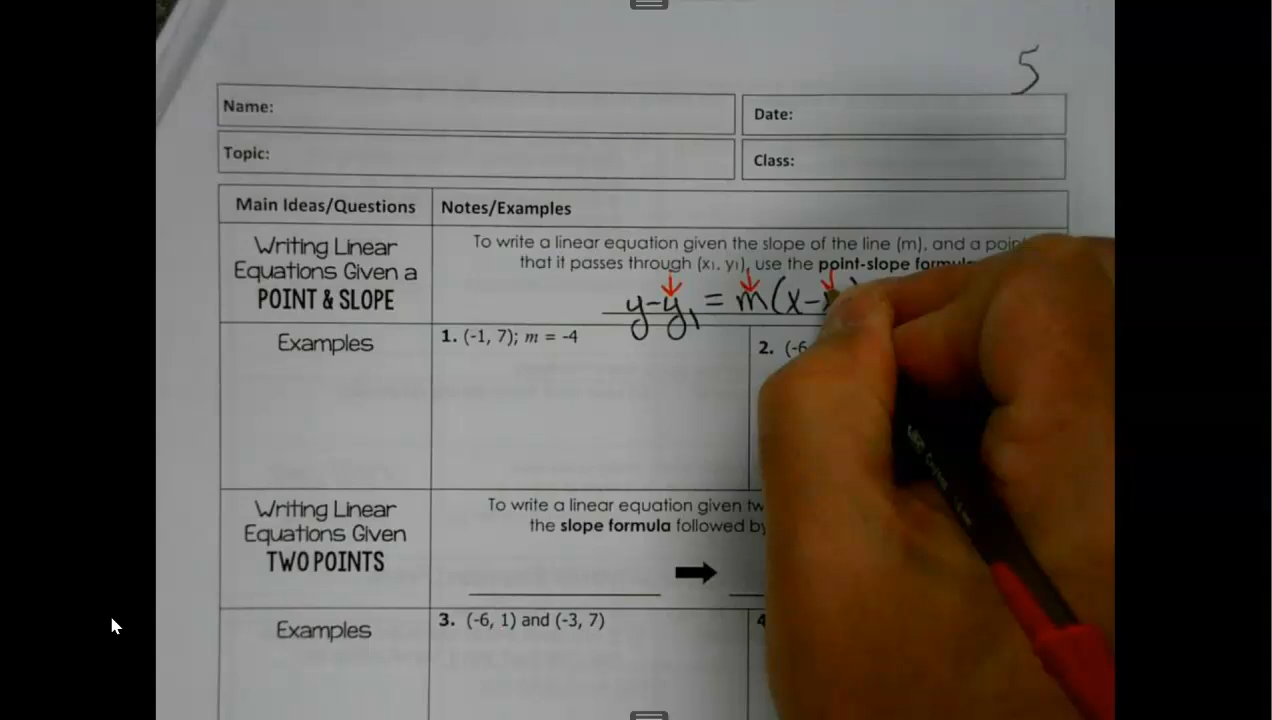 5
Name:
Date:
Topic:
Class:
Main Ideas/Questions
Notes/Examples
Writing Linear
Equations Given a
POINT & SLOPE
To write a linear equation given the slope of the line (m), and a point
that it passes through (x₁, y₁), use the point-slope formula
y-y₁ = m(x-
Examples
1. (-1, 7); m = -4
2. (-6
Writing Linear
Equations Given
TWO POINTS
To write a linear equation given
the slope formula followed by
Examples
3. (-6, 1) and (-3, 7)
4